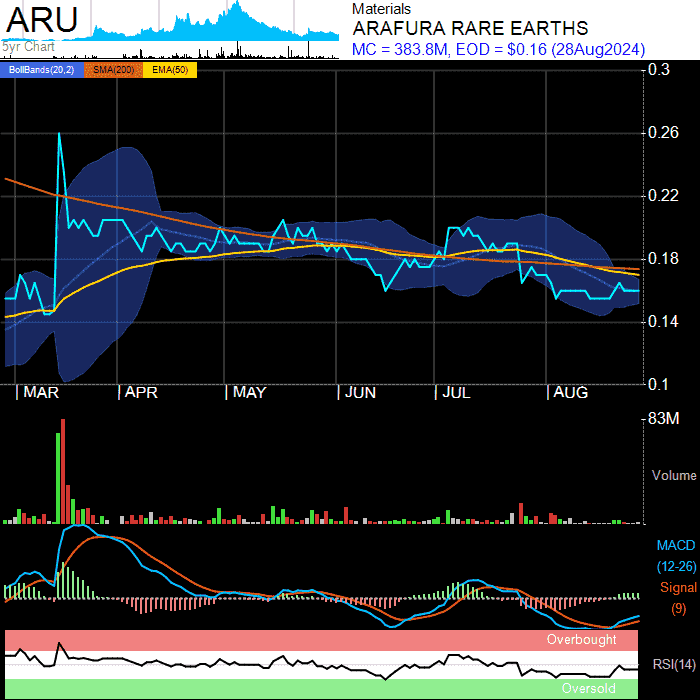 ARU
5yr Chart
Materials
ARAFURA RARE EARTHS
MC = 383.8M, EOD = $0.16 (28Aug2024)
BollBands(20,2) SMA(200) EMA(50)
0.3
0.26
0.22
0.18
0.14
0.1
MAR APR MAY JUN JUL AUG
83M
Volume
MACD
(12-26)
Signal
(9)
Overbought
RSI(14)
Oversold